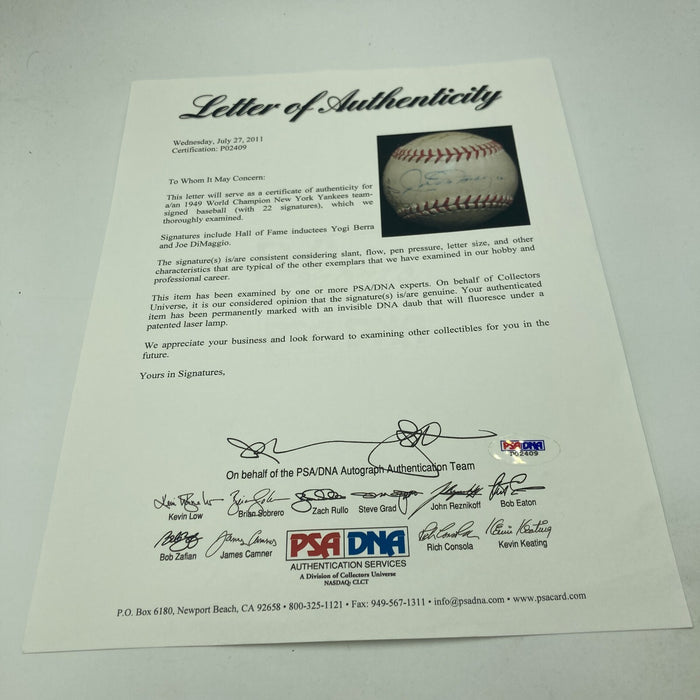 Letter of Authenticity
Wednesday, July 27, 2011
Certification: P02409
To Whom It May Concern:
This letter will serve as a certificate of authenticity for
a/an 1949 World Champion New York Yankees team-
signed baseball (with 22 signatures), which we
thoroughly examined.
Signatures include Hall of Fame inductees Yogi Berra
and Joe DiMaggio.
The signature(s) is/are consistent considering slant, flow, pen pressure, letter size, and other
characteristics that are typical of the other exemplars that we have examined in our hobby and
professional career.
This item has been examined by one or more PSA/DNA experts. On behalf of Collectors
Universe, it is our considered opinion that the signature(s) is/are genuine. Your authenticated
item has been permanently marked with an invisible DNA daub that will fluoresce under a
patented laser lamp.
We appreciate your business and look forward to examining other collectibles for you in the
future.
Yours in Signatures,
PSA DNA
P02409
On behalf of the PSA/DNA Autograph Authentication Team
Kevin Low
Brian Sobrero
Zach Rullo
Steve Grad
John Reznikoff
Bob Eaton
Bob Zafian
James Camner
PSA DNA
Rich Consola
Kevin Keating
AUTHENTICATION SERVICES
A Division of Collectors Universe
NASDAQ: CLCT
P.O. Box 6180, Newport Beach, CA 92658 • 800-325-1121 • Fax: 949-567-1311 • info@psadna.com • www.psacard.com